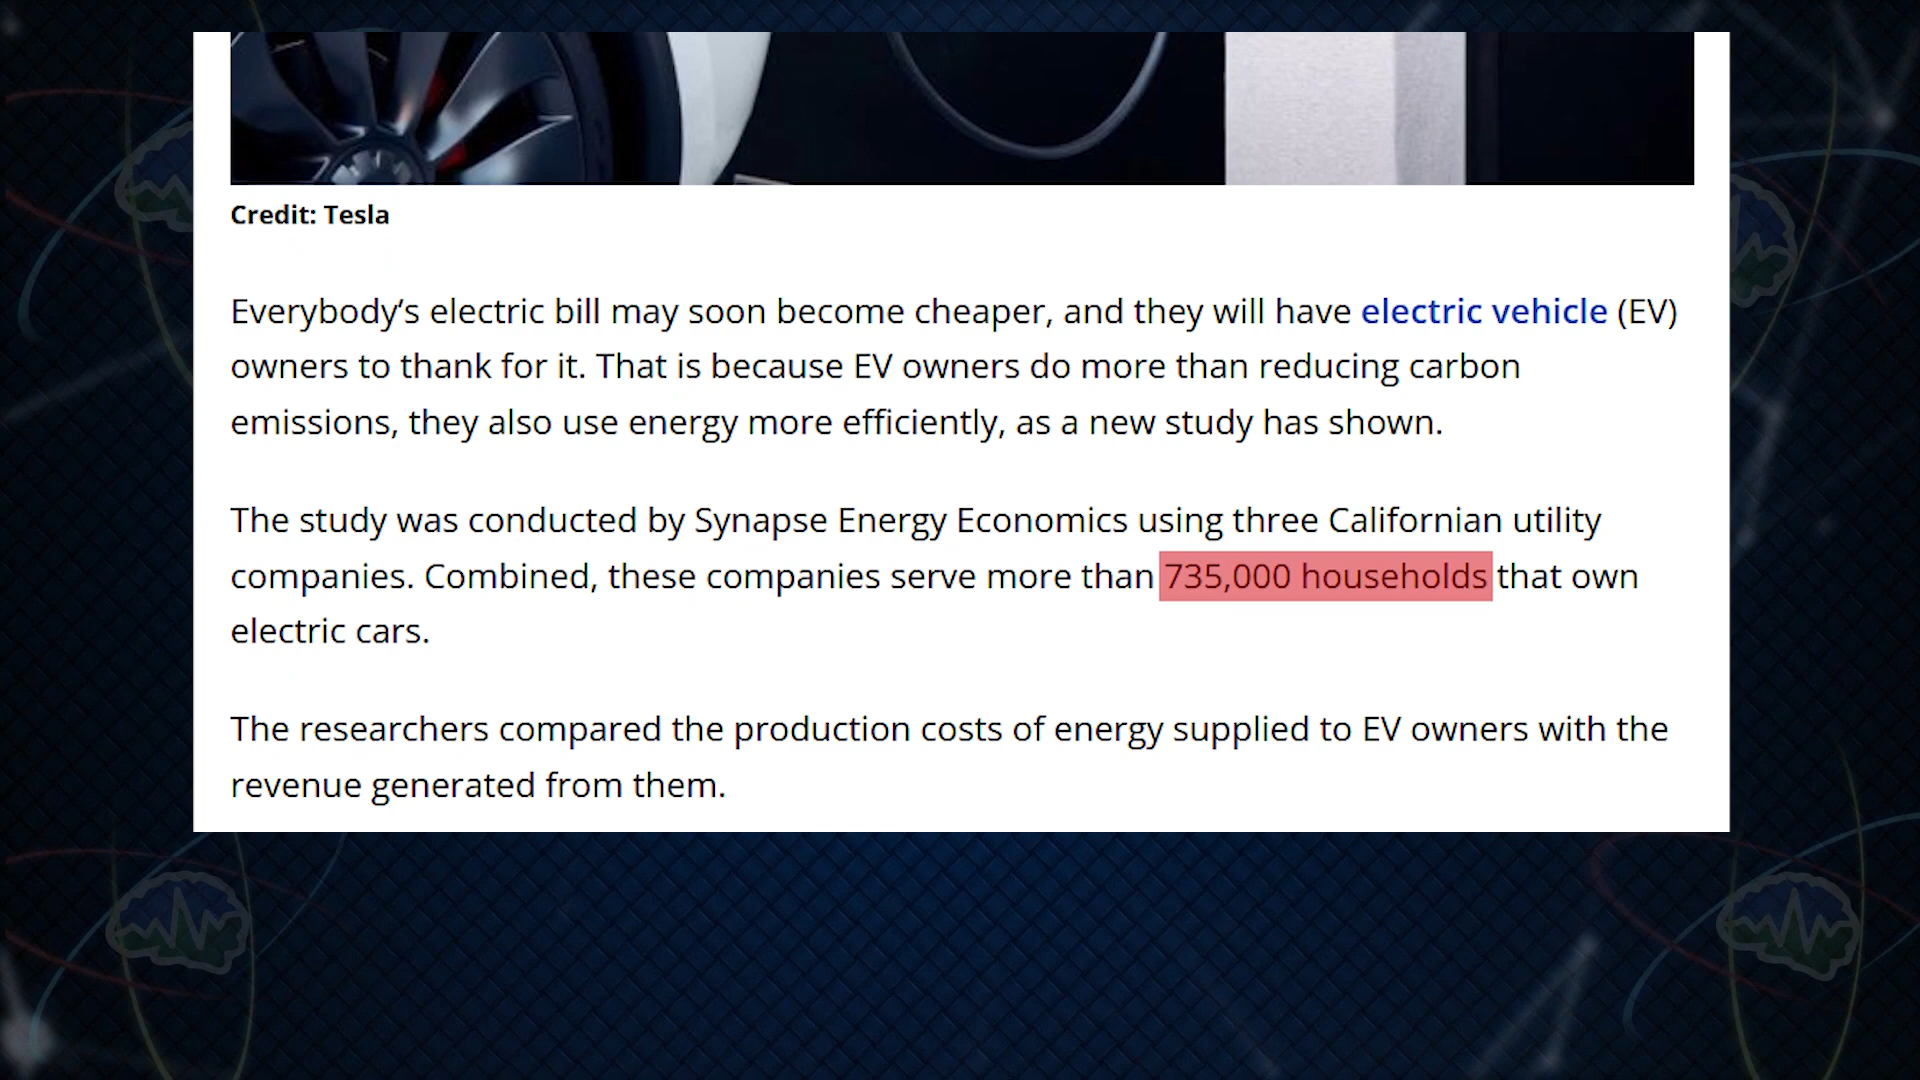 Credit: Tesla
Everybody‘s electric bill may soon become cheaper, and they will have electric vehicle (EV)
owners to thank for it. That is because EV owners do more than reducing carbon
emissions, they also use energy more efficiently, as a new study has shown.
The study was conducted by Synapse Energy Economics using three Californian utility
companies. Combined, these companies serve more than 735,000 households that own
electric cars.
The researchers compared the production costs of energy supplied to EV owners with the
revenue generated from them.